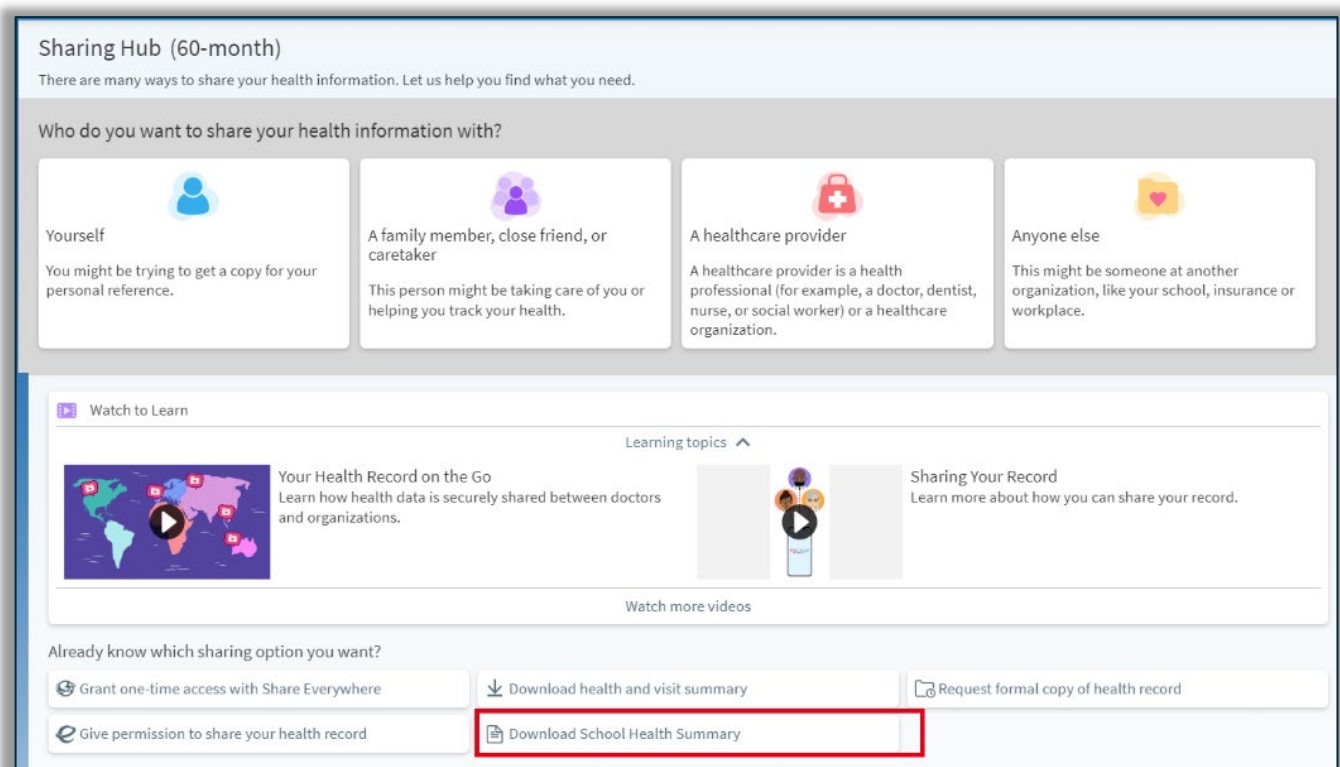 Sharing Hub (60-month)
There are many ways to share your health information. Let us help you find what you need.
Who do you want to share your health information with?
Yourself
You might be trying to get a copy for your
personal reference.
A family member, close friend, or
caretaker
This person might be taking care of you or
helping you track your health.
A healthcare provider
A healthcare provider is a health
professional (for example, a doctor, dentist,
nurse, or social worker) or a healthcare
organization.
Anyone else
This might be someone at another
organization, like your school, insurance or
workplace.
Watch to Learn
Learning topics
Your Health Record on the Go
Learn how health data is securely shared between doctors
and organizations.
Sharing Your Record
Learn more about how you can share your record.
Watch more videos
Already know which sharing option you want?
Grant one-time access with Share Everywhere
Download health and visit summary
Request formal copy of health record
Give permission to share your health record
Download School Health Summary